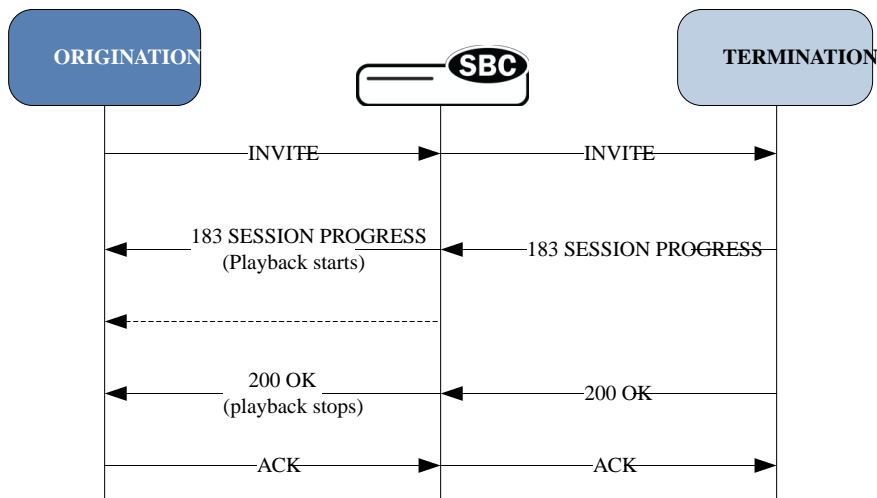 ORIGINATION
SBC
TERMINATION
INVITE
INVITE
183 SESSION PROGRESS
(Playback starts)
183 SESSION PROGRESS
200 OK
(playback stops)
200 OK
ACK
ACK